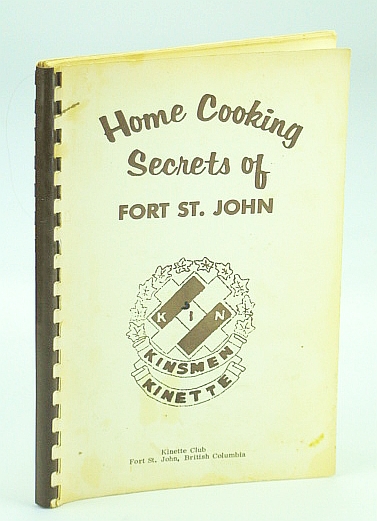 Home Cooking
Secrets of
FORT ST. JOHN
K I N
KINSMEN
KINETTE
Kinette Club
Fort St. John, British Columbia